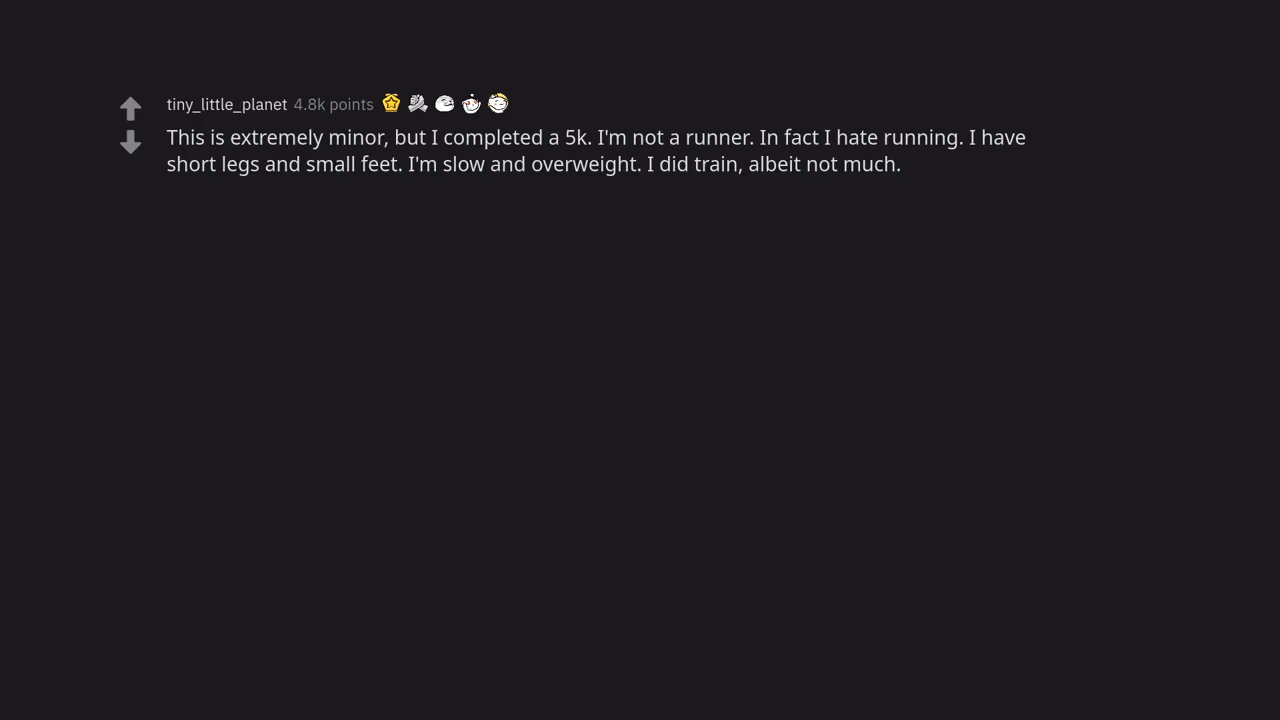 tiny_little_planet 4.8k points
This is extremely minor, but I completed a 5k. I'm not a runner. In fact I hate running. I have
short legs and small feet. I'm slow and overweight. I did train, albeit not much.